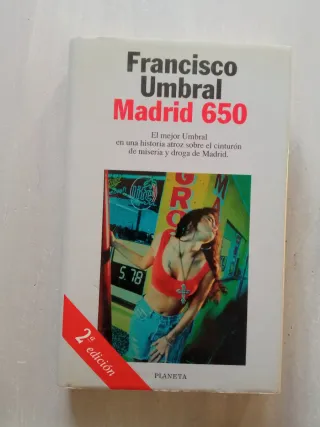 Francisco
Umbral
Madrid 650
El mejor Umbral
en una historia atroz sobre el cinturón
de miseria y droga de Madrid.
GRO
5.78
2ª edición
PLANETA